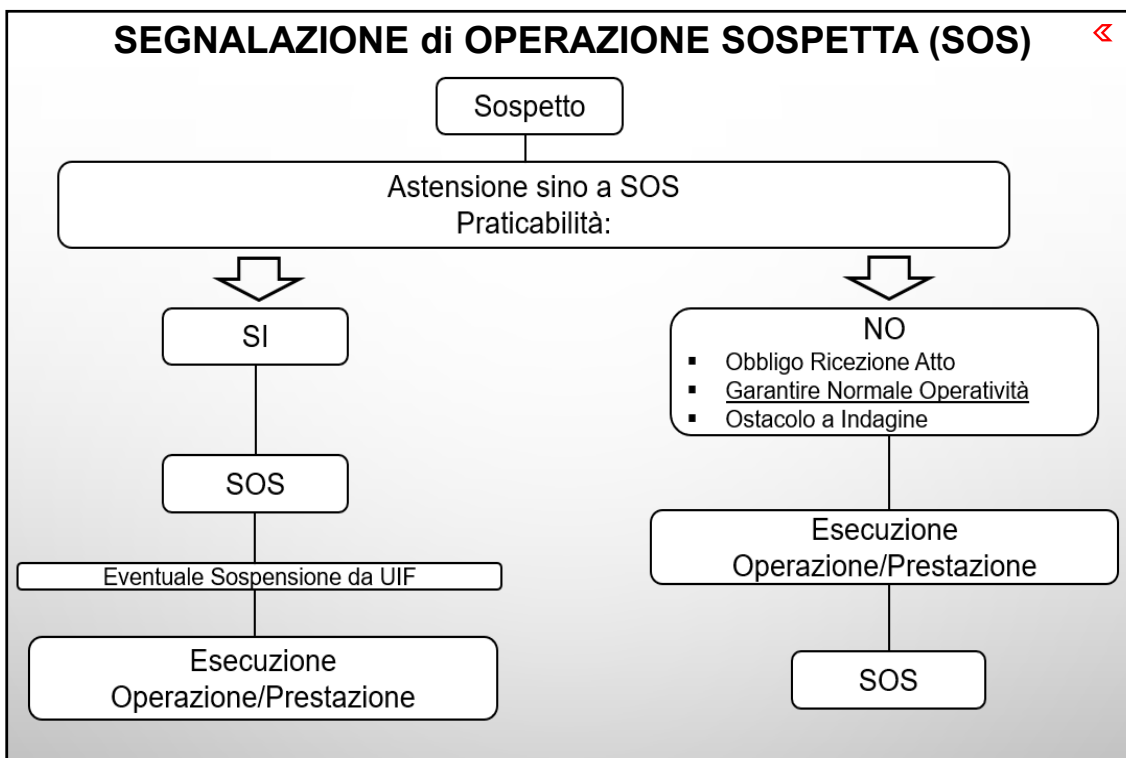 SEGNALAZIONE di OPERAZIONE SOSPETTA (SOS)
Sospetto
Astensione sino a SOS
Praticabilità:
SI
SOS
Eventuale Sospensione da UIF
Esecuzione
Operazione/Prestazione
NO
▪ Obbligo Ricezione Atto
▪ Garantire Normale Operatività
▪ Ostacolo a Indagine
Esecuzione
Operazione/Prestazione
SOS